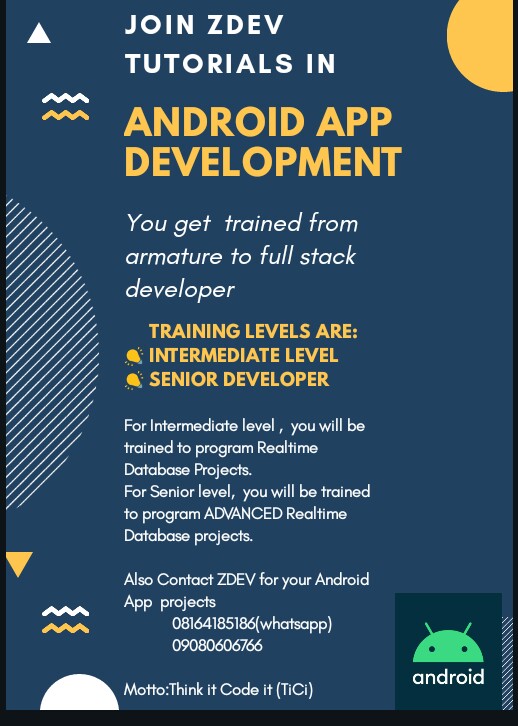 JOIN ZDEV
TUTORIALS IN
ANDROID APP
DEVELOPMENT
You get trained from
armature to full stack
developer
TRAINING LEVELS ARE:
INTERMEDIATE LEVEL
SENIOR DEVELOPER
For Intermediate level , you will be
trained to program Realtime
Database Projects.
For Senior level, you will be trained
to program ADVANCED Realtime
Database projects.
Also Contact ZDEV for your Android
App projects
08164185186(whatsapp)
09080606766
Motto:Think it Code it (TiCi)
android